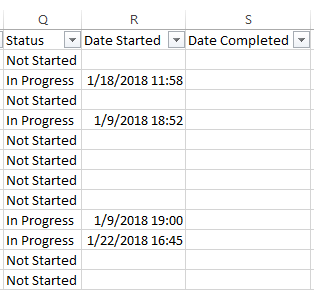 Q R S
Status Date Started Date Completed
Not Started
In Progress 1/18/2018 11:58
Not Started
In Progress 1/9/2018 18:52
Not Started
Not Started
Not Started
Not Started
In Progress 1/9/2018 19:00
In Progress 1/22/2018 16:45
Not Started
Not Started